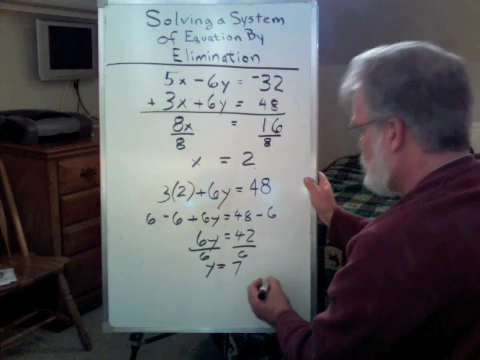 Solving a System
of Equation By
Elimination
5x - 6y = -32
+ 3x + 6y = 48
8x = 16
8 8
x = 2
3(2) + 6y = 48
6 - 6 + 6y = 48 - 6
6y = 42
6 6
y = 7